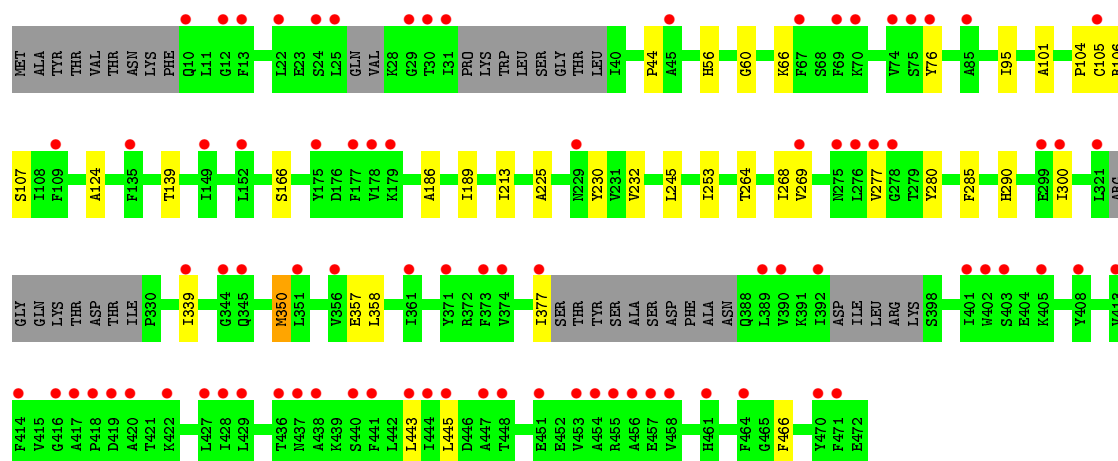 MET ALA TYR THR VAL THR ASN LYS PHE Q10 L11 G12 F13 L22 E23 S24 L25 GLN VAL K28 G29 T30 I31 PRO LYS TRP LEU SER GLY THR LEU I40 P44 A45 H56 G60 K66 F67 S68 F69 K70 V74 S75 Y76 A85 I95 A101 P104 C105 R106
S107 I108 F109 A124 F135 T139 I149 L152 S166 Y175 D176 F177 V178 K179 A186 I189 I213 A225 N229 Y230 V231 V232 L245 I253 T264 I268 V269 N275 L276 V277 G278 T279 Y280 F285 H290 E299 I300 L321 ARG
GLY GLN LYS THR ASP THR ILE P330 I339 G344 Q345 M350 L351 V356 E357 L358 I361 Y371 R372 F373 V374 I377 SER THR TYR SER ALA SER ASP PHE ALA ASN Q388 L389 V390 K391 I392 ASP ILE LEU ARG LYS S398 I401 W402 S403 E404 K405 Y408 V413
F414 V415 G416 A417 P418 D419 A420 T421 K422 L427 I428 L429 T436 N437 A438 K439 S440 F441 L442 L443 I444 L445 D446 A447 T448 E451 E452 V453 A454 R455 A456 E457 V458 H461 F464 G465 F466 Y470 F471 E472